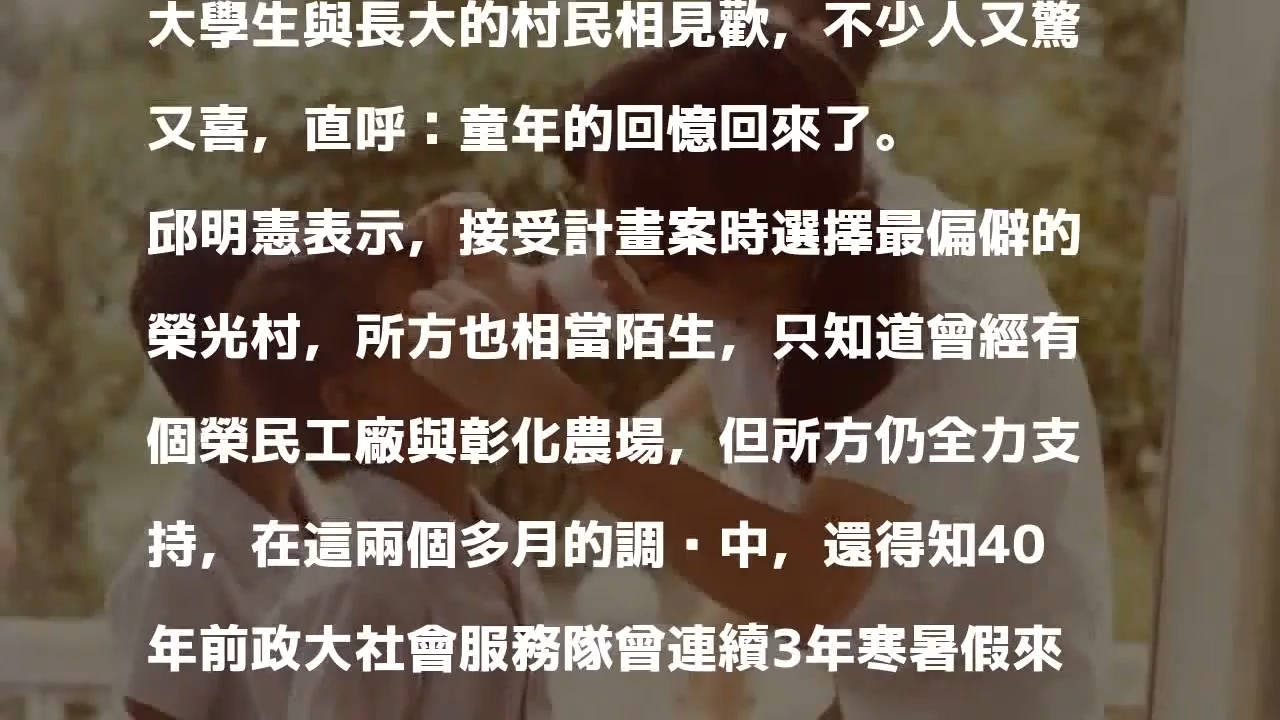 大學生與長大的村民相見歡，不少人又驚
又喜，直呼：童年的回憶回來了。
邱明憲表示，接受計畫案時選擇最偏僻的
榮光村，所方也相當陌生，只知道曾經有
個榮民工廠與彰化農場，但所方仍全力支
持，在這兩個多月的調▪中，還得知40
年前政大社會服務隊曾連續3年寒暑假來